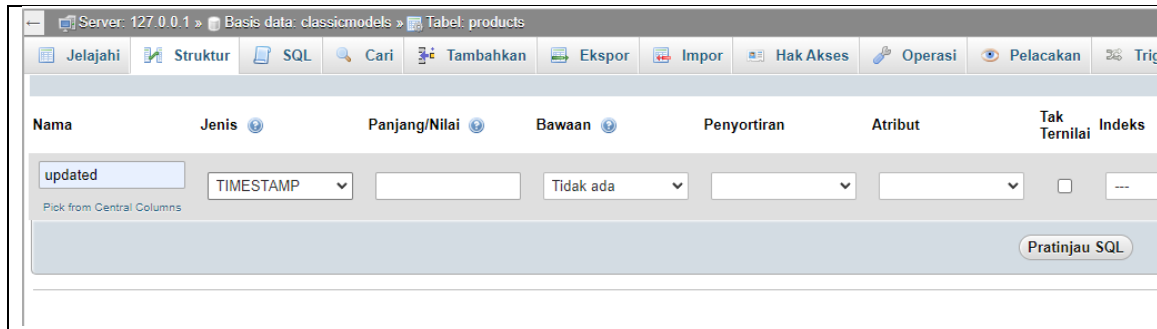 ← Server: 127.0.0.1 » Basis data: classicmodels » Tabel: products
Jelajahi Struktur SQL Cari Tambahkan Ekspor Impor Hak Akses Operasi Pelacakan Trig
Nama Jenis Panjang/Nilai Bawaan Penyortiran Atribut Tak Ternilai Indeks
updated TIMESTAMP Tidak ada ---
Pick from Central Columns
Pratinjau SQL